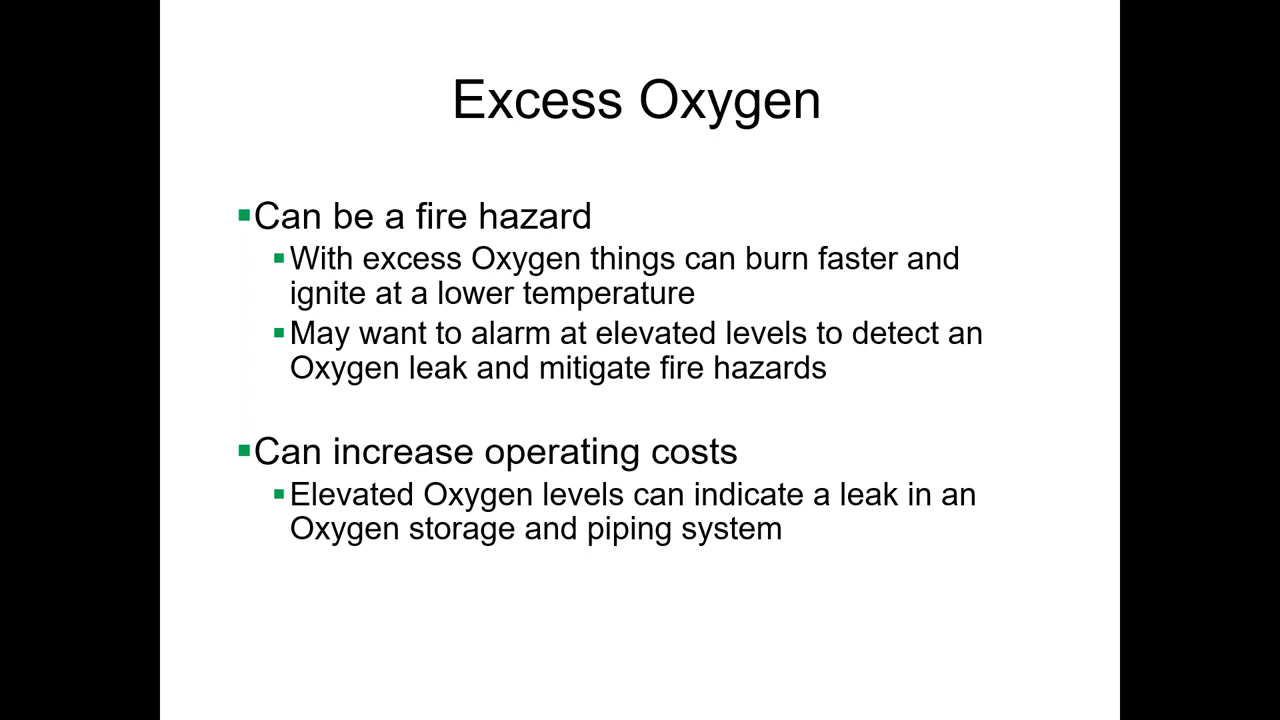 Excess Oxygen
▪Can be a fire hazard
▪With excess Oxygen things can burn faster and
ignite at a lower temperature
▪May want to alarm at elevated levels to detect an
Oxygen leak and mitigate fire hazards
▪Can increase operating costs
▪Elevated Oxygen levels can indicate a leak in an
Oxygen storage and piping system